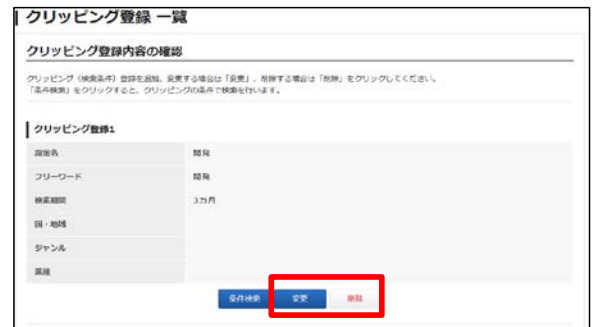 クリッピング登録 一覧
クリッピング登録内容の確認
クリッピング（検索条件）登録を追加、変更する場合は「変更」、削除する場合は「削除」をクリックしてください。
「条件検索」をクリックすると、クリッピングの条件で検索を行います。
クリッピング登録1
設定名 開発
フリーワード 開発
検索期間 3カ月
国・地域
ジャンル
業種
条件検索 変更 削除